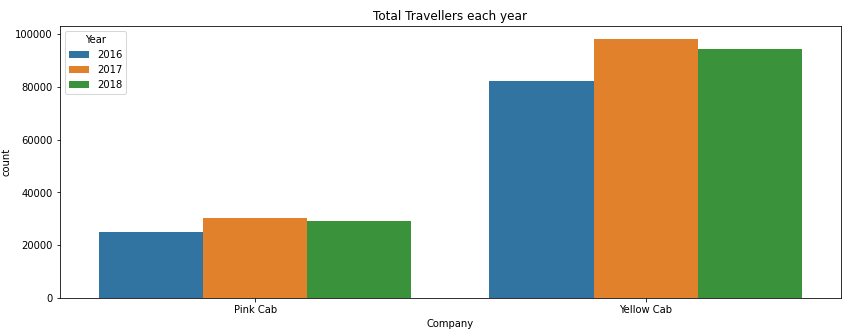 Total Travellers each year
Year
2016
2017
2018
100000
80000
60000
40000
20000
0
count
Pink Cab
Yellow Cab
Company